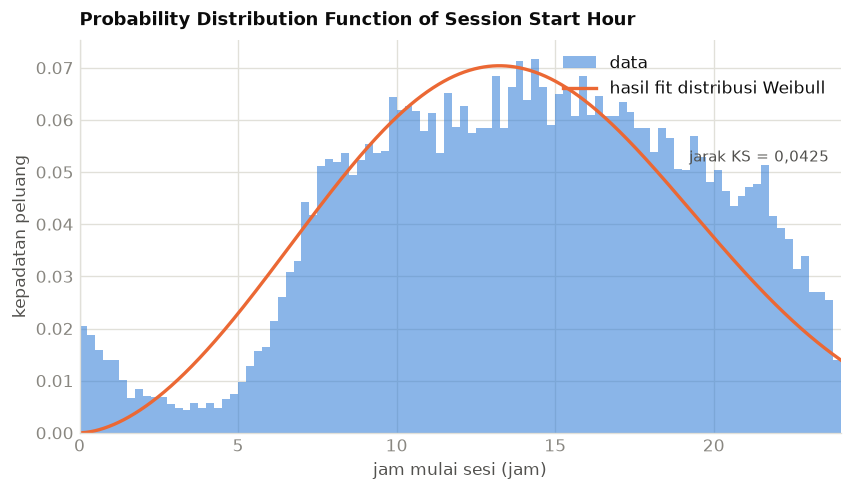 Probability Distribution Function of Session Start Hour
data
hasil fit distribusi Weibull
jarak KS = 0,0425
kepadatan peluang
0.07
0.06
0.05
0.04
0.03
0.02
0.01
0.00
0
5
10
15
20
jam mulai sesi (jam)